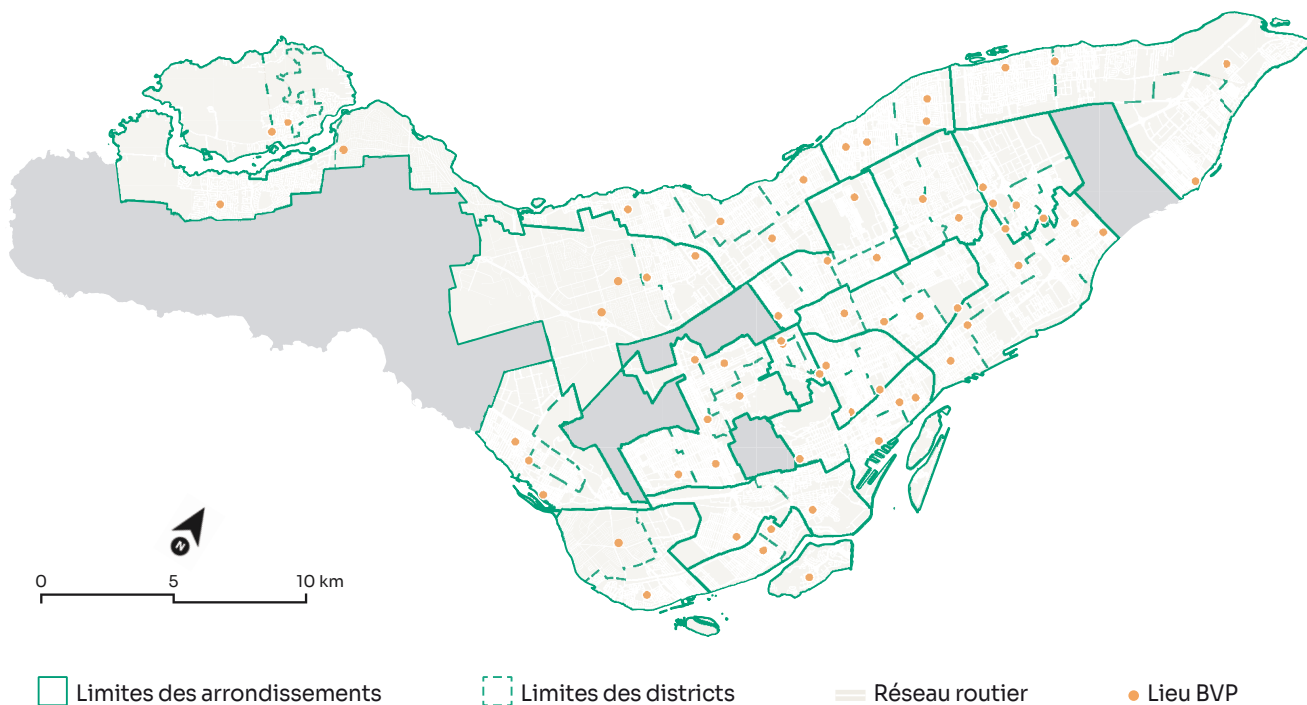 N
0 5 10 km
Limites des arrondissements Limites des districts Réseau routier Lieu BVP